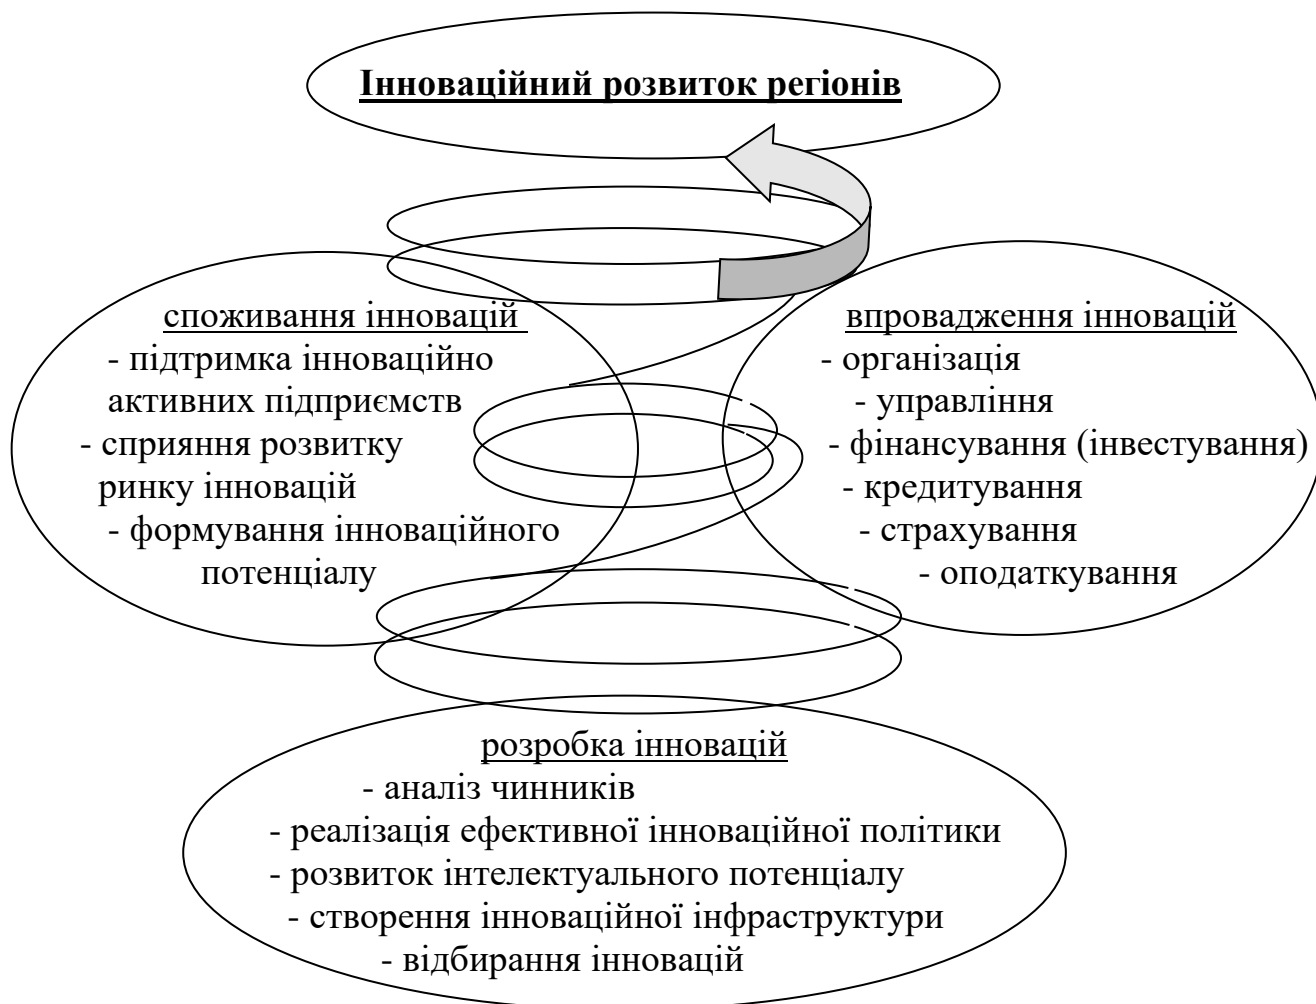 Інноваційний розвиток регіонів
споживання інновацій
- підтримка інноваційно
активних підприємств
- сприяння розвитку
ринку інновацій
- формування інноваційного
потенціалу
впровадження інновацій
- організація
- управління
- фінансування (інвестування)
- кредитування
- страхування
- оподаткування
розробка інновацій
- аналіз чинників
- реалізація ефективної інноваційної політики
- розвиток інтелектуального потенціалу
- створення інноваційної інфраструктури
- відбирання інновацій